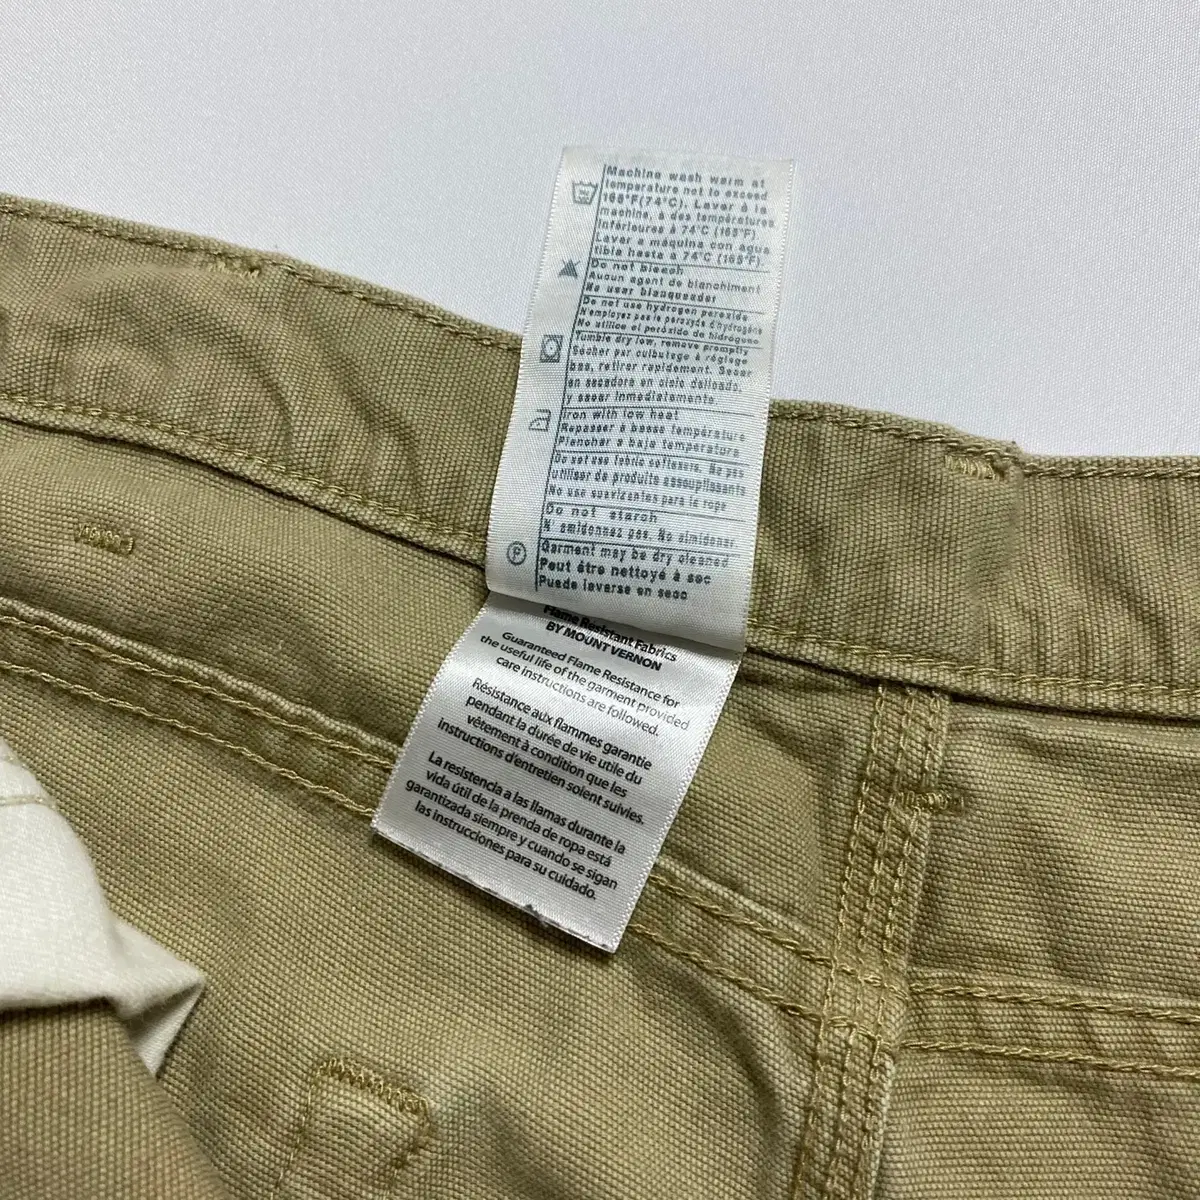 Machine wash warm at
temperature not to exceed
165°F(74°C). Laver à la
machine, à des températures
inférieures à 74°C (165°F)
Lavar a máquina con agua
tibia hasta a 74°C (165°F).
Do not bleach
Aucun agent de blanchiment
No usar blanqueador
Do not use hydrogen peroxide
N'employez pas le peroxyde d'hydrogène
No utilice el peróxido de hidrogeno
Tumble dry low, remove promptly
Sécher par culbutage à réglage
bas, retirer rapidement. Secar
en secadora en ciclo delicado,
y sacar inmediatamente
Iron with low heat
Repasser à basse température
Planchar a baja temperatura
Do not use fabric softeners. Ne pas
utiliser de produits assouplissants
No use suavizantes para la ropa
Do not starch
N' amidonnez pas. No almidonar
P
Garment may be dry cleaned
Peut être nettoyé à sec
Puede lavarse en seco
Flame Resistant Fabrics
BY MOUNT VERNON
Guaranteed Flame Resistance for
the useful life of the garment provided
care instructions are followed.
Résistance aux flammes garantie
pendant la durée de vie utile du
vêtement à condition que les
instructions d'entretien soient suivies.
La resistencia a las llamas durante la
vida útil de la prenda de ropa está
garantizada siempre y cuando se sigan
las instrucciones para su cuidado.